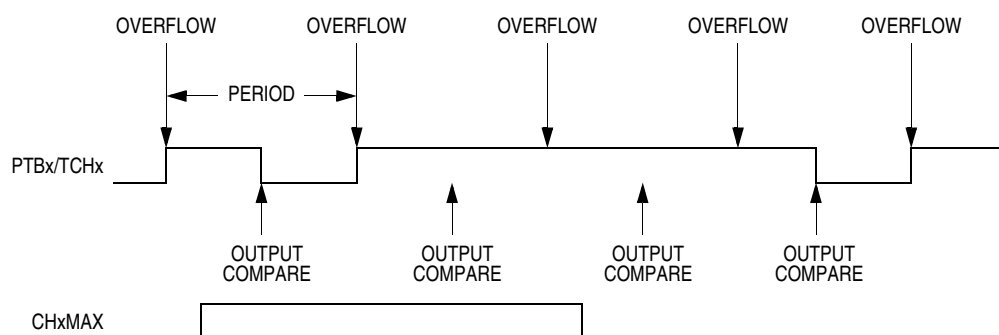 OVERFLOW OVERFLOW OVERFLOW OVERFLOW OVERFLOW
PERIOD
PTBx/TCHx
OUTPUT OUTPUT OUTPUT OUTPUT
COMPARE COMPARE COMPARE COMPARE
CHxMAX